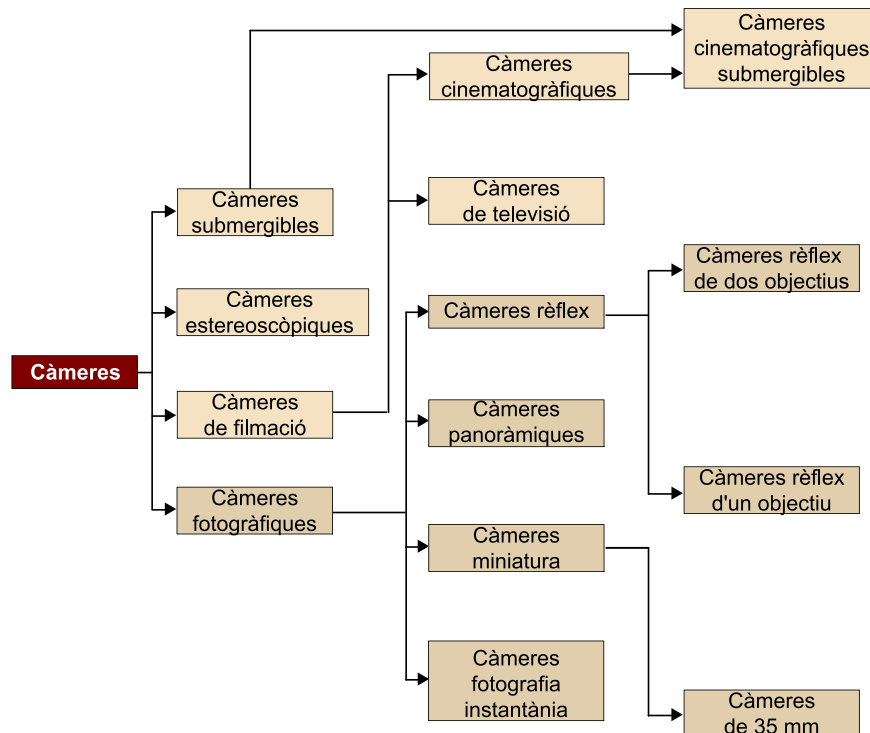 Càmeres
Càmeres
submergibles
Càmeres
estereoscòpiques
Càmeres
de filmació
Càmeres
fotogràfiques
Càmeres
cinematogràfiques
Càmeres
de televisió
Càmeres rèflex
Càmeres
panoràmiques
Càmeres
miniatura
Càmeres
fotografia
instantània
Càmeres
cinematogràfiques
submergibles
Càmeres rèflex
de dos objectius
Càmeres rèflex
d'un objectiu
Càmeres
de 35 mm